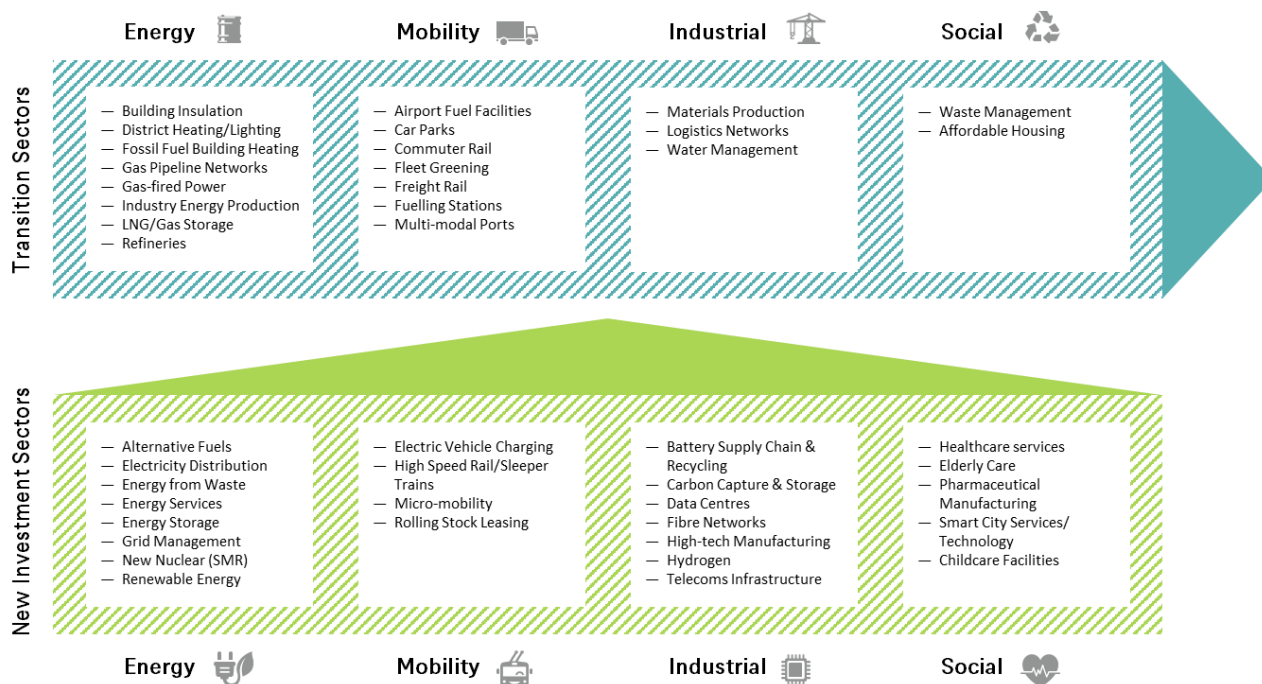 Energy
Mobility
Industrial
Social
Transition Sectors
— Building Insulation
— District Heating/Lighting
— Fossil Fuel Building Heating
— Gas Pipeline Networks
— Gas-fired Power
— Industry Energy Production
— LNG/Gas Storage
— Refineries
— Airport Fuel Facilities
— Car Parks
— Commuter Rail
— Fleet Greening
— Freight Rail
— Fuelling Stations
— Multi-modal Ports
— Materials Production
— Logistics Networks
— Water Management
— Waste Management
— Affordable Housing
New Investment Sectors
— Alternative Fuels
— Electricity Distribution
— Energy from Waste
— Energy Services
— Energy Storage
— Grid Management
— New Nuclear (SMR)
— Renewable Energy
— Electric Vehicle Charging
— High Speed Rail/Sleeper
Trains
— Micro-mobility
— Rolling Stock Leasing
— Battery Supply Chain &
Recycling
— Carbon Capture & Storage
— Data Centres
— Fibre Networks
— High-tech Manufacturing
— Hydrogen
— Telecoms Infrastructure
— Healthcare services
— Elderly Care
— Pharmaceutical
Manufacturing
— Smart City Services/
Technology
— Childcare Facilities
Energy
Mobility
Industrial
Social